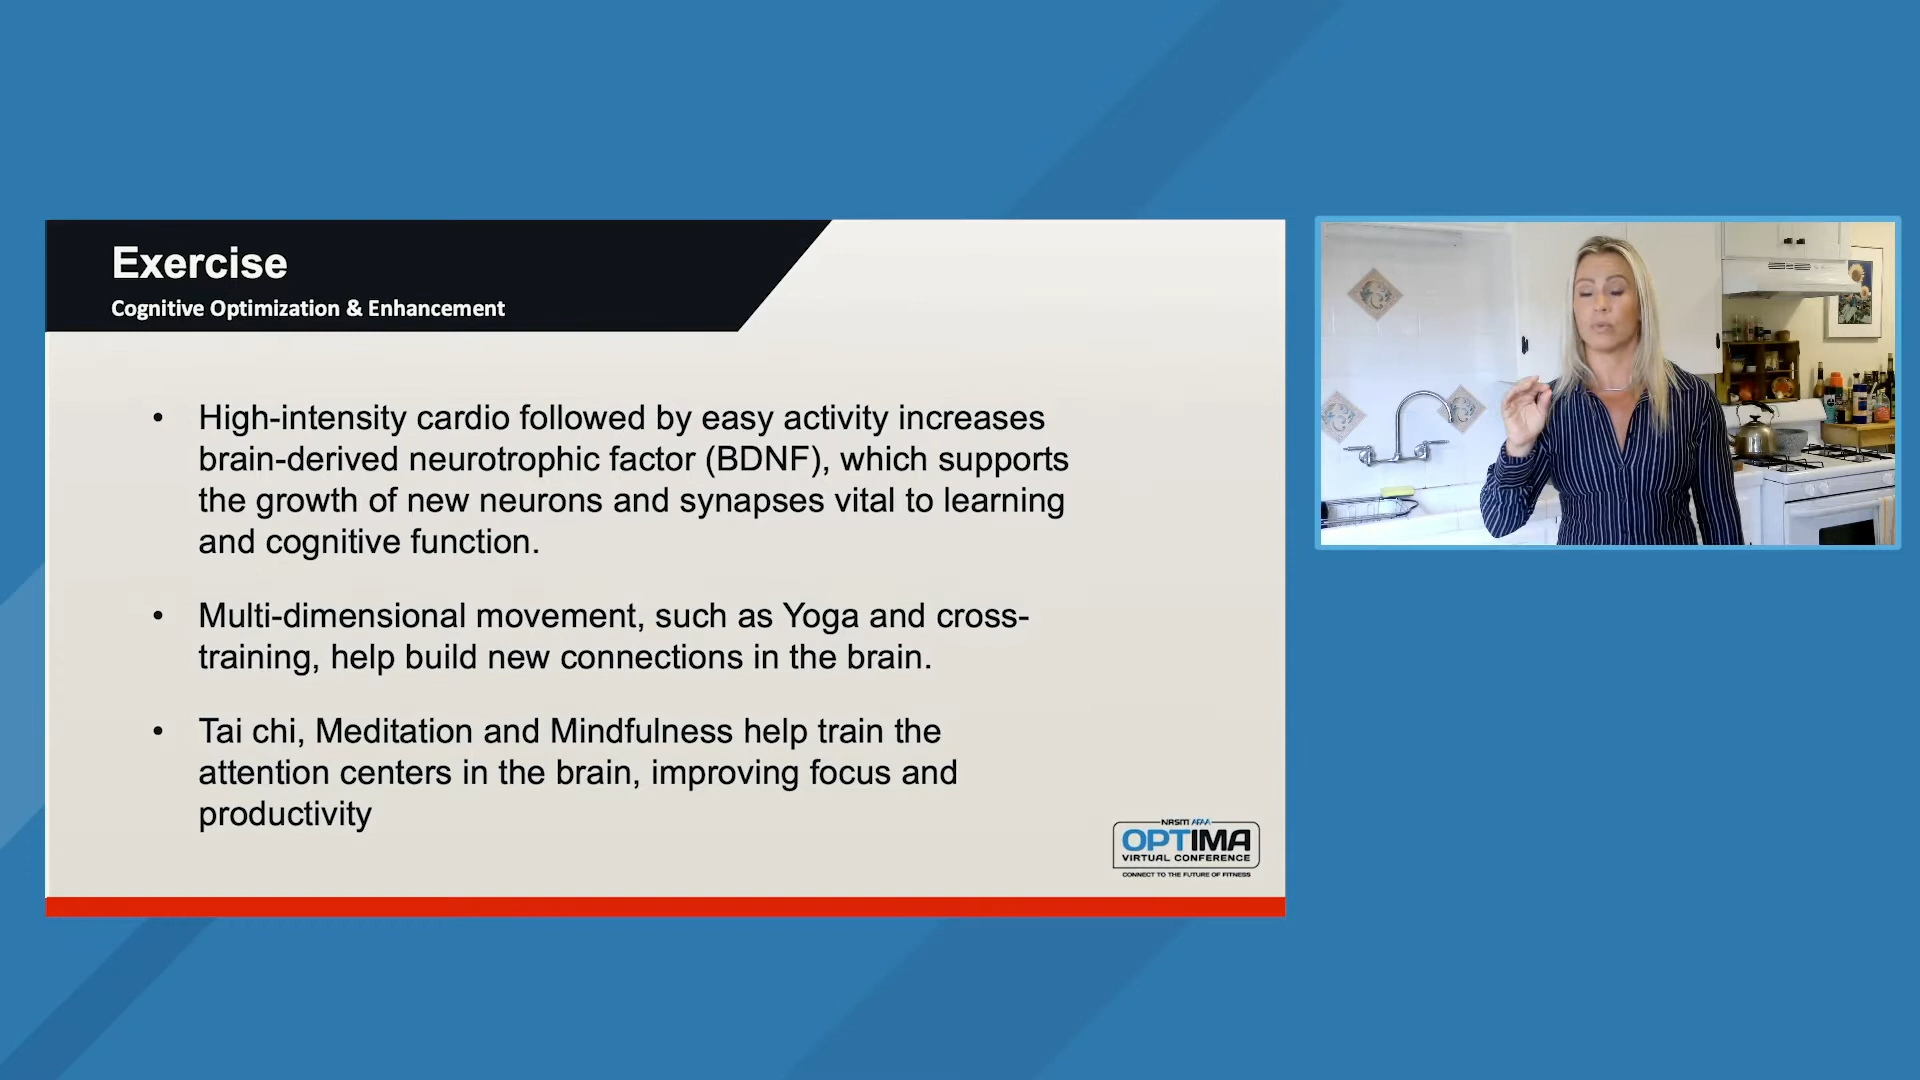 Exercise
Cognitive Optimization & Enhancement
• High-intensity cardio followed by easy activity increases
brain-derived neurotrophic factor (BDNF), which supports
the growth of new neurons and synapses vital to learning
and cognitive function.
• Multi-dimensional movement, such as Yoga and cross-
training, help build new connections in the brain.
• Tai chi, Meditation and Mindfulness help train the
attention centers in the brain, improving focus and
productivity
NASM AFAA
OPTIMA
VIRTUAL CONFERENCE
CONNECT TO THE FUTURE OF FITNESS